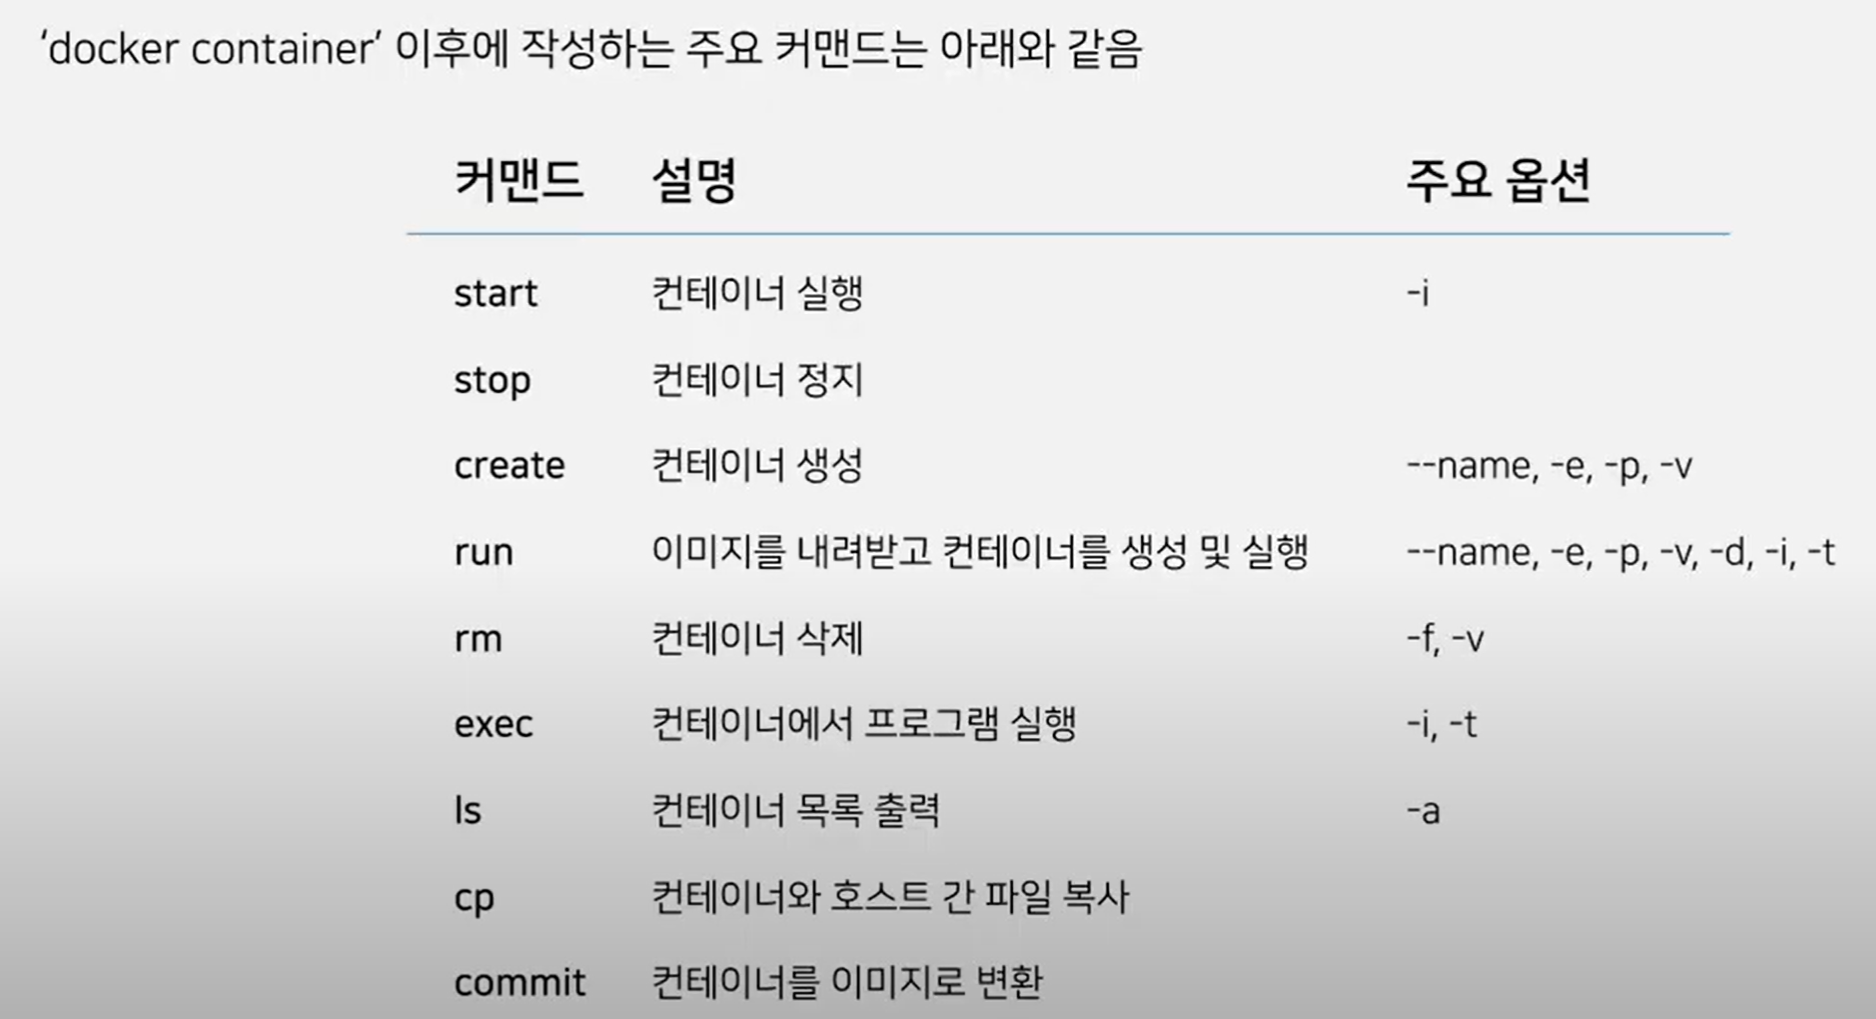 ‘docker container’ 이후에 작성하는 주요 커맨드는 아래와 같음
커맨드 설명 주요 옵션
start 컨테이너 실행 -i
stop 컨테이너 정지
create 컨테이너 생성 --name, -e, -p, -v
run 이미지를 내려받고 컨테이너를 생성 및 실행 --name, -e, -p, -v, -d, -i, -t
rm 컨테이너 삭제 -f, -v
exec 컨테이너에서 프로그램 실행 -i, -t
ls 컨테이너 목록 출력 -a
cp 컨테이너와 호스트 간 파일 복사
commit 컨테이너를 이미지로 변환